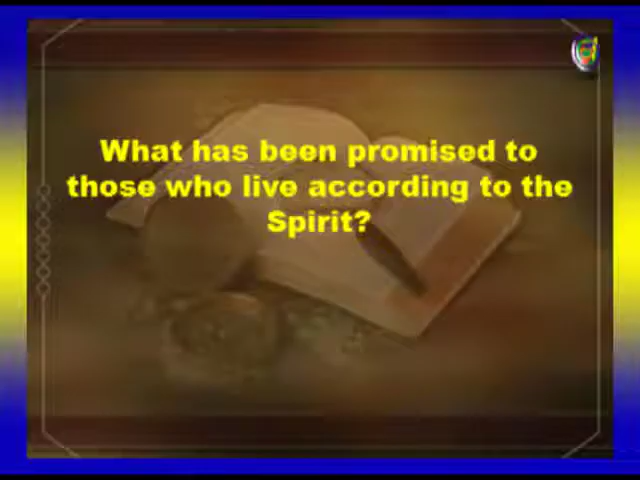 What has been promised to
those who live according to the
Spirit?